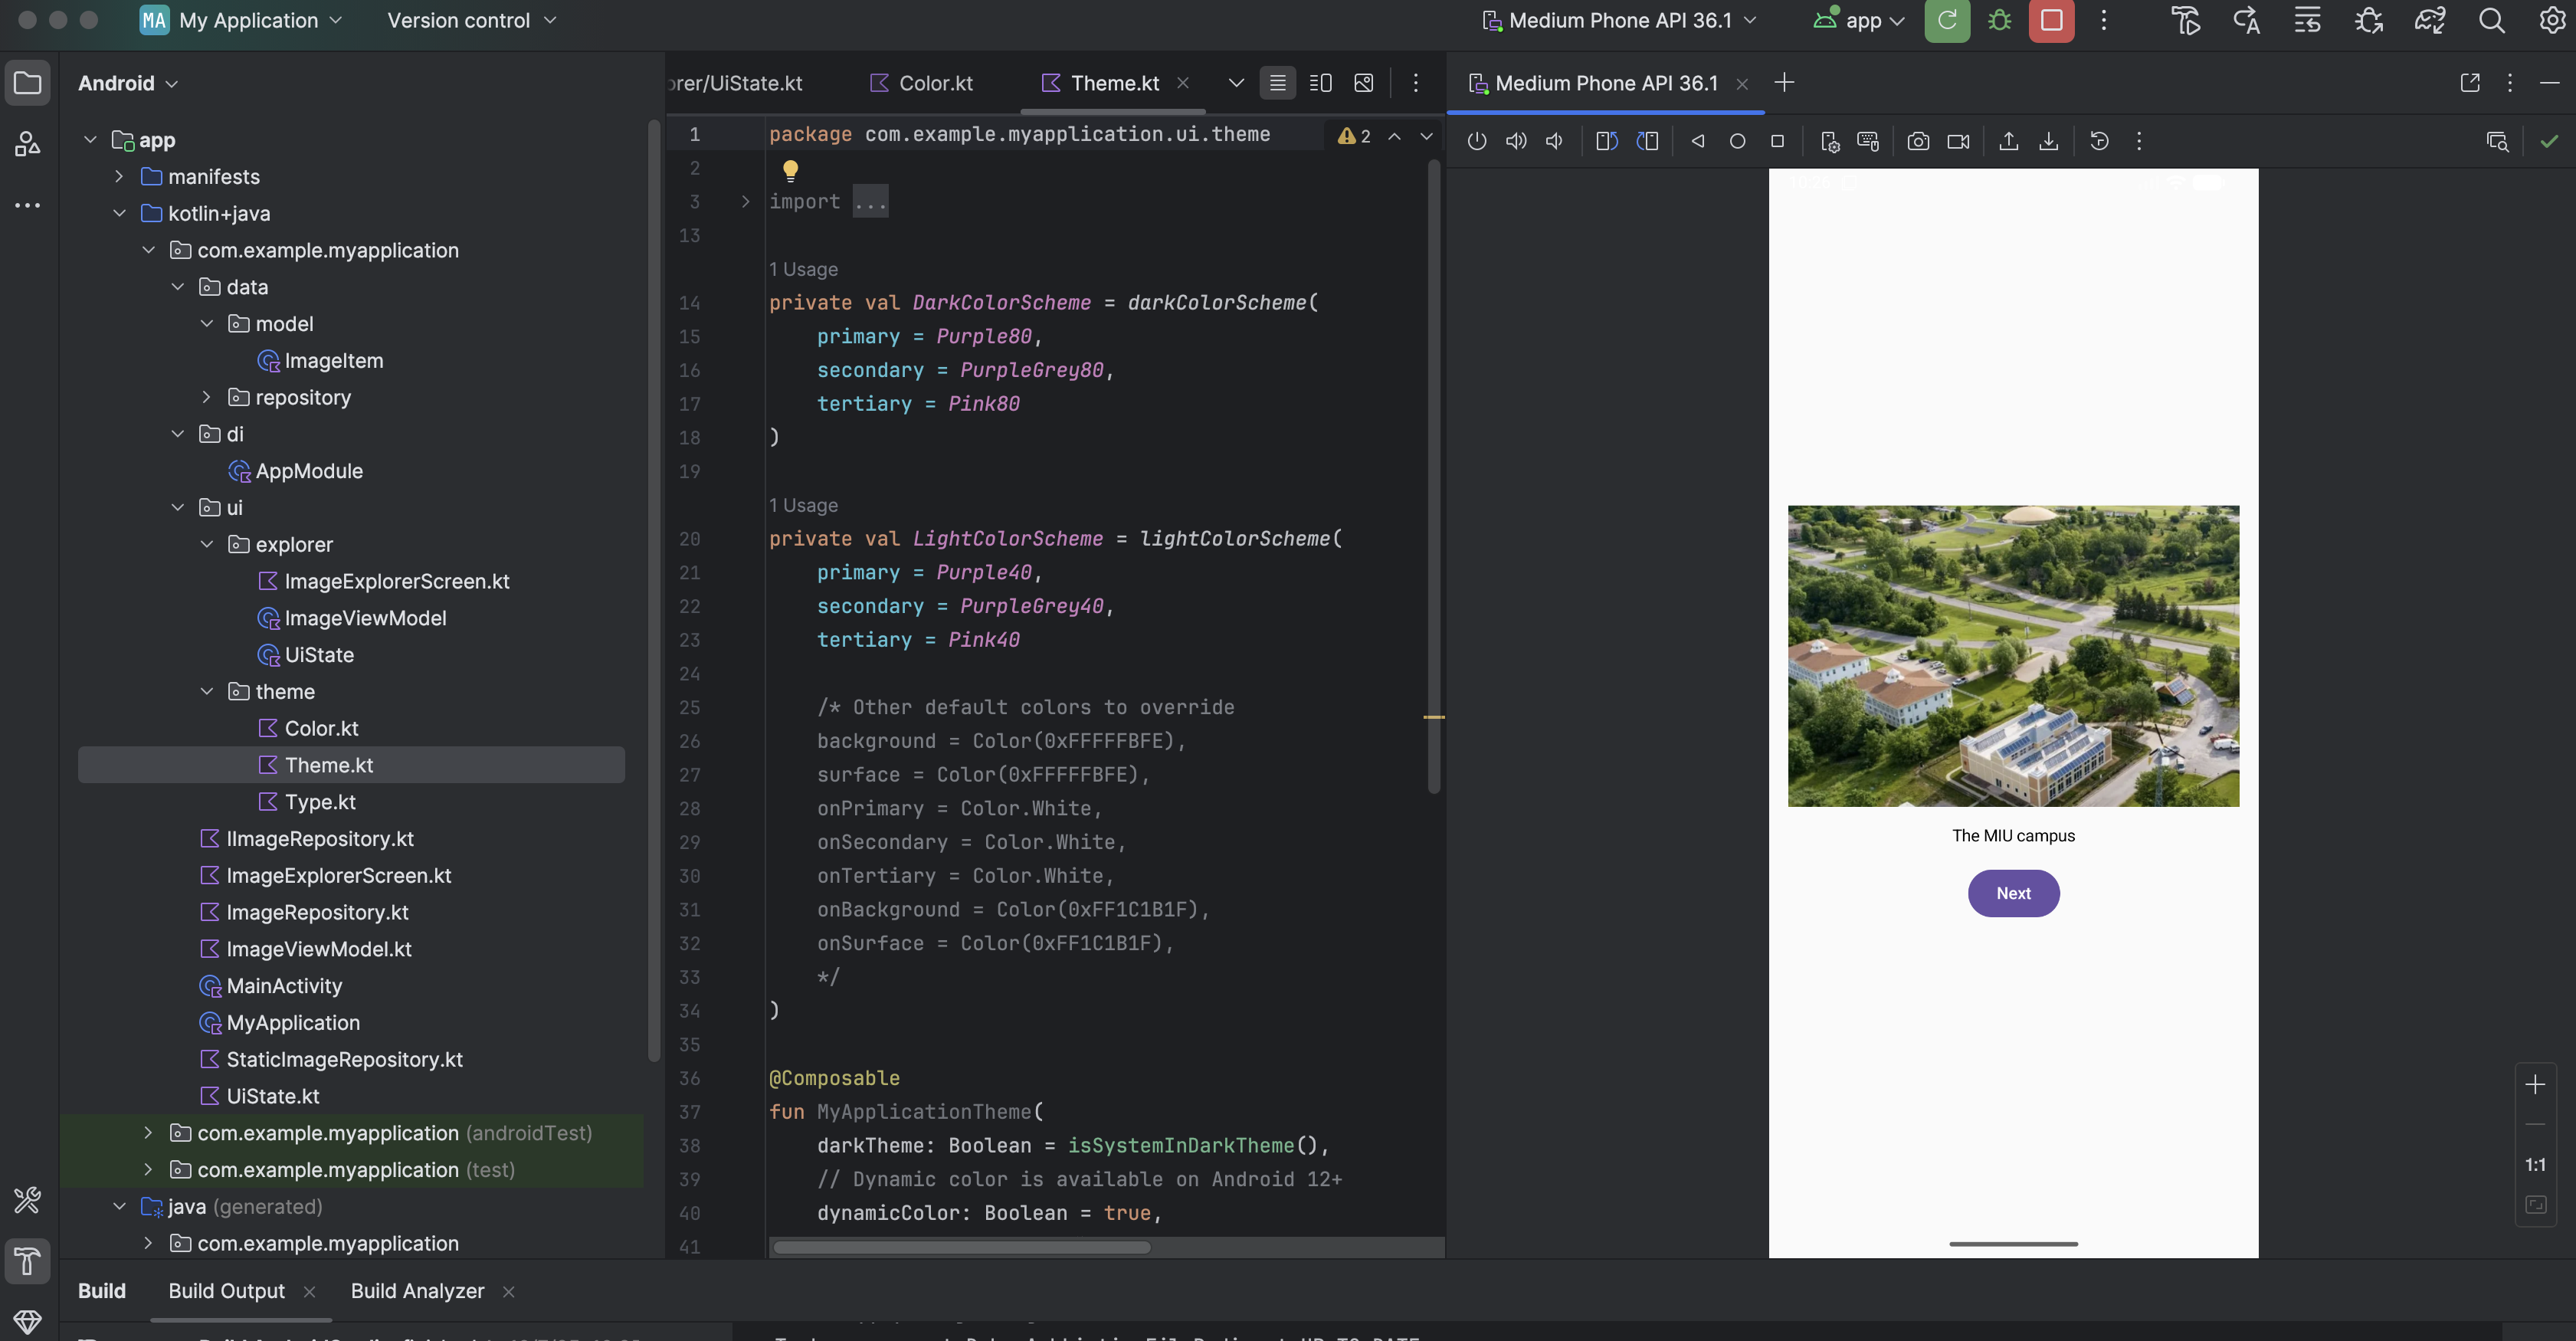 MA My Application Version control Medium Phone API 36.1 app
Android
app
manifests
kotlin+java
com.example.myapplication
data
model
ImageItem
repository
di
AppModule
ui
explorer
ImageExplorerScreen.kt
ImageViewModel
UiState
theme
Color.kt
Theme.kt
Type.kt
IImageRepository.kt
ImageExplorerScreen.kt
ImageRepository.kt
ImageViewModel.kt
MainActivity
MyApplication
StaticImageRepository.kt
UiState.kt
com.example.myapplication (androidTest)
com.example.myapplication (test)
java (generated)
com.example.myapplication
rer/UiState.kt Color.kt Theme.kt
1 package com.example.myapplication.ui.theme 2
2
3 import ...
13
1 Usage
14 private val DarkColorScheme = darkColorScheme(
15 primary = Purple80,
16 secondary = PurpleGrey80,
17 tertiary = Pink80
18 )
19
1 Usage
20 private val LightColorScheme = lightColorScheme(
21 primary = Purple40,
22 secondary = PurpleGrey40,
23 tertiary = Pink40
24
25 /* Other default colors to override
26 background = Color(0xFFFFFBFE),
27 surface = Color(0xFFFFFBFE),
28 onPrimary = Color.White,
29 onSecondary = Color.White,
30 onTertiary = Color.White,
31 onBackground = Color(0xFF1C1B1F),
32 onSurface = Color(0xFF1C1B1F),
33 */
34 )
35
36 @Composable
37 fun MyApplicationTheme(
38 darkTheme: Boolean = isSystemInDarkTheme(),
39 // Dynamic color is available on Android 12+
40 dynamicColor: Boolean = true,
41
Medium Phone API 36.1
The MIU campus
Next
1:1
Build Build Output Build Analyzer